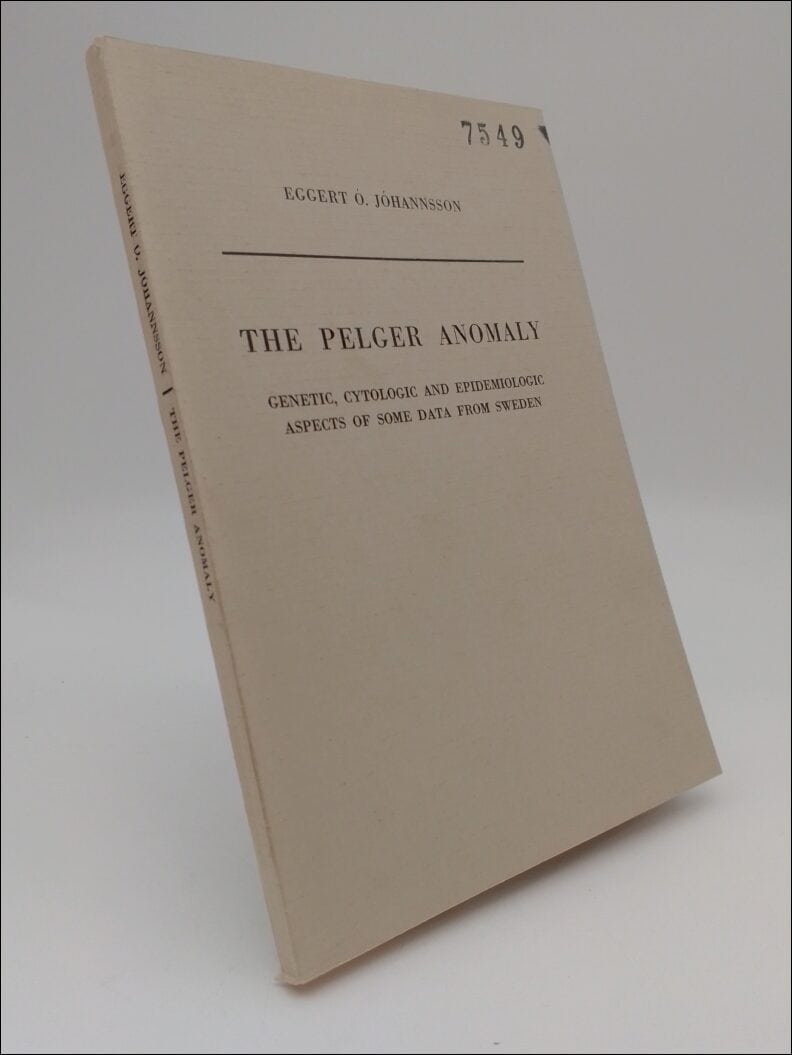 7549
EGGERT Ó. JÓHANNSSON
THE PELGER ANOMALY
GENETIC, CYTOLOGIC AND EPIDEMIOLOGIC
ASPECTS OF SOME DATA FROM SWEDEN
EGGERT Ó. JÓHANNSSON | THE PELGER ANOMALY